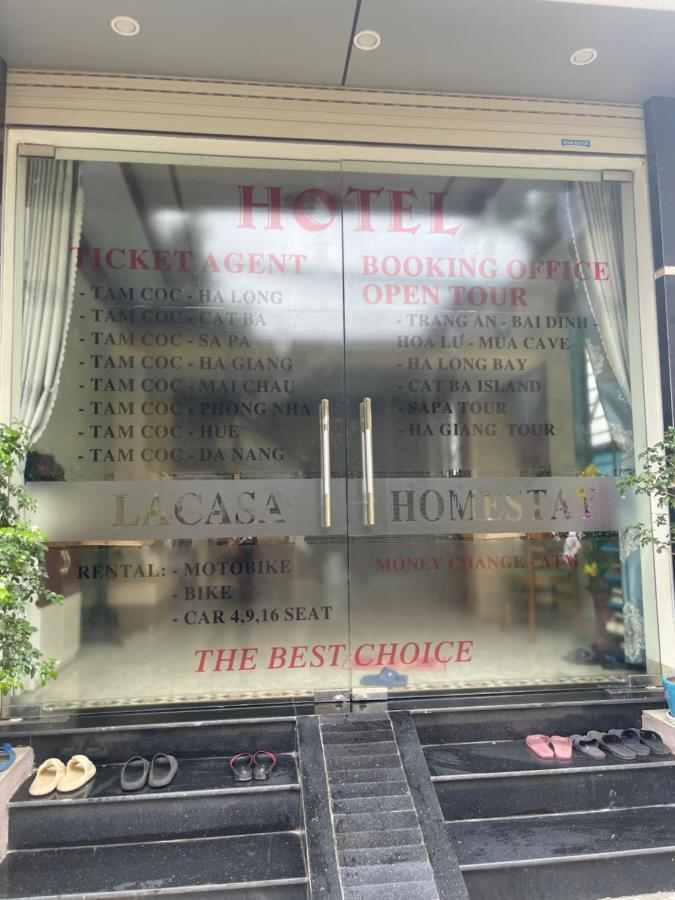 HOTEL
TICKET AGENT
- TAM COC - HA LONG
- TAM COC - CAT BA
- TAM COC - SA PA
- TAM COC - HA GIANG
- TAM COC - MAI CHAU
- TAM COC - PHONG NHA
- TAM COC - HUE
- TAM COC - DA NANG
BOOKING OFFICE
OPEN TOUR
- TRANG AN - BAI DINH -
HOA LU - MUA CAVE
- HA LONG BAY
- CAT BA ISLAND
- SAPA TOUR
- HA GIANG TOUR
LACASA HOMESTAY
RENTAL: - MOTOBIKE
- BIKE
- CAR 4,9,16 SEAT
MONEY CHANGE - ATM
THE BEST CHOICE